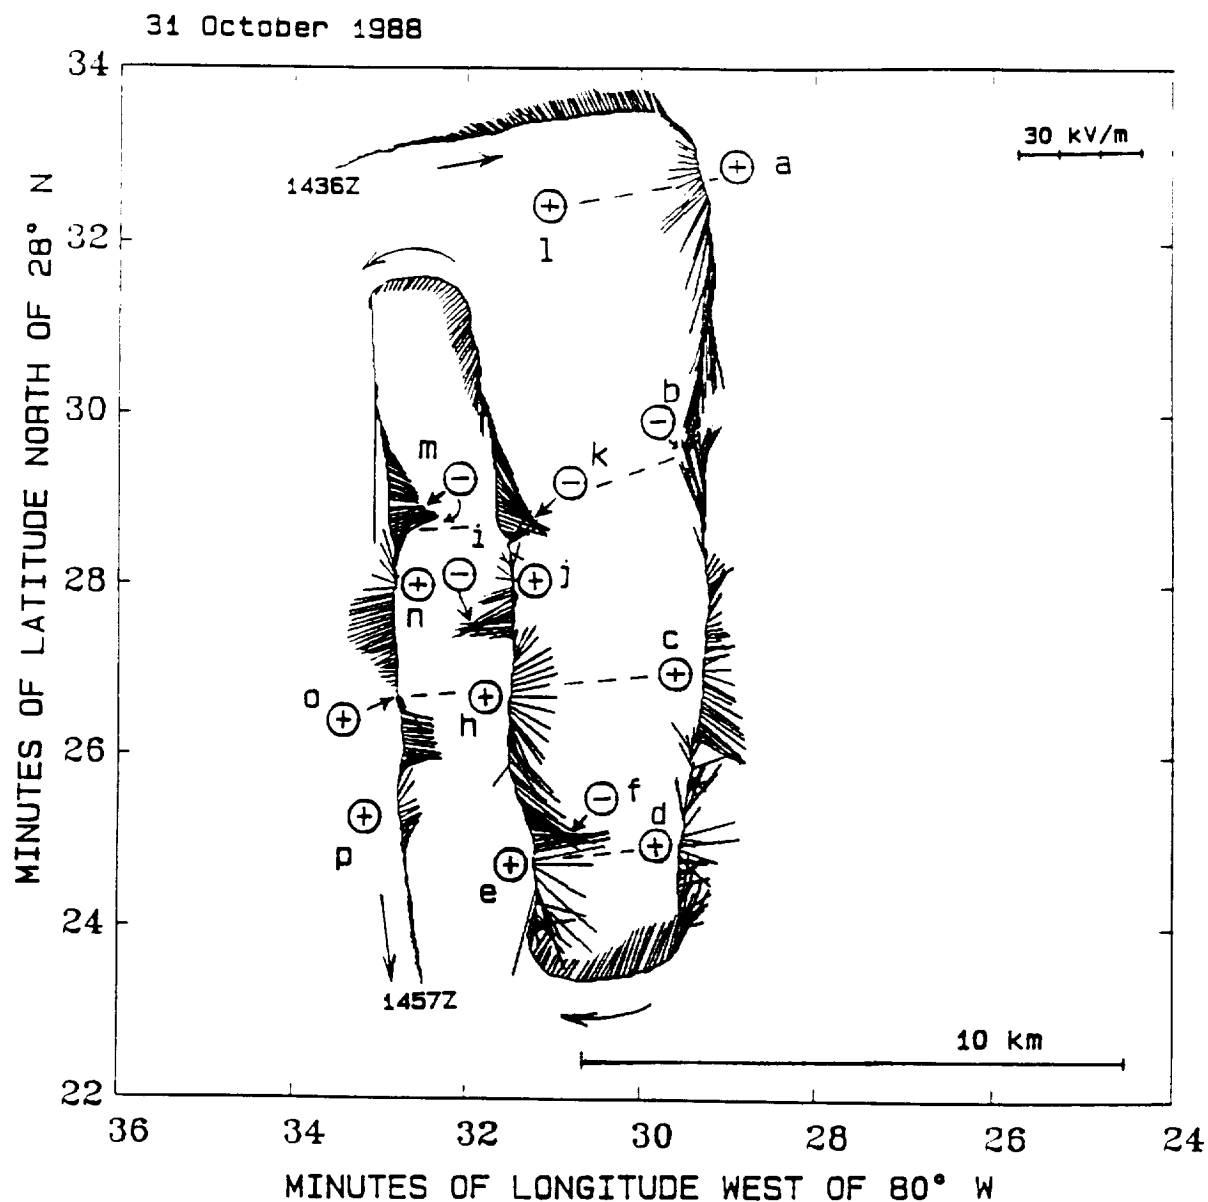 31 October 1988
34
30 kV/m
a
1436Z
l
32
b
30
m
k
i
28
j
n
c
o
h
26
f
d
p
e
24
1457Z
10 km
22
36 34 32 30 28 26 24
MINUTES OF LONGITUDE WEST OF 80° W
MINUTES OF LATITUDE NORTH OF 28° N